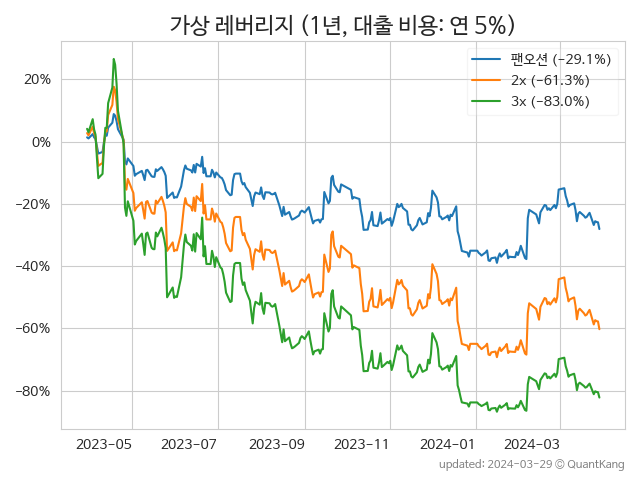 가상 레버리지 (1년, 대출 비용: 연 5%)
팬오션 (−29.1%)
2x (−61.3%)
3x (−83.0%)
20%
0%
−20%
−40%
−60%
−80%
2023-05 2023-07 2023-09 2023-11 2024-01 2024-03
updated: 2024-03-29 © QuantKang